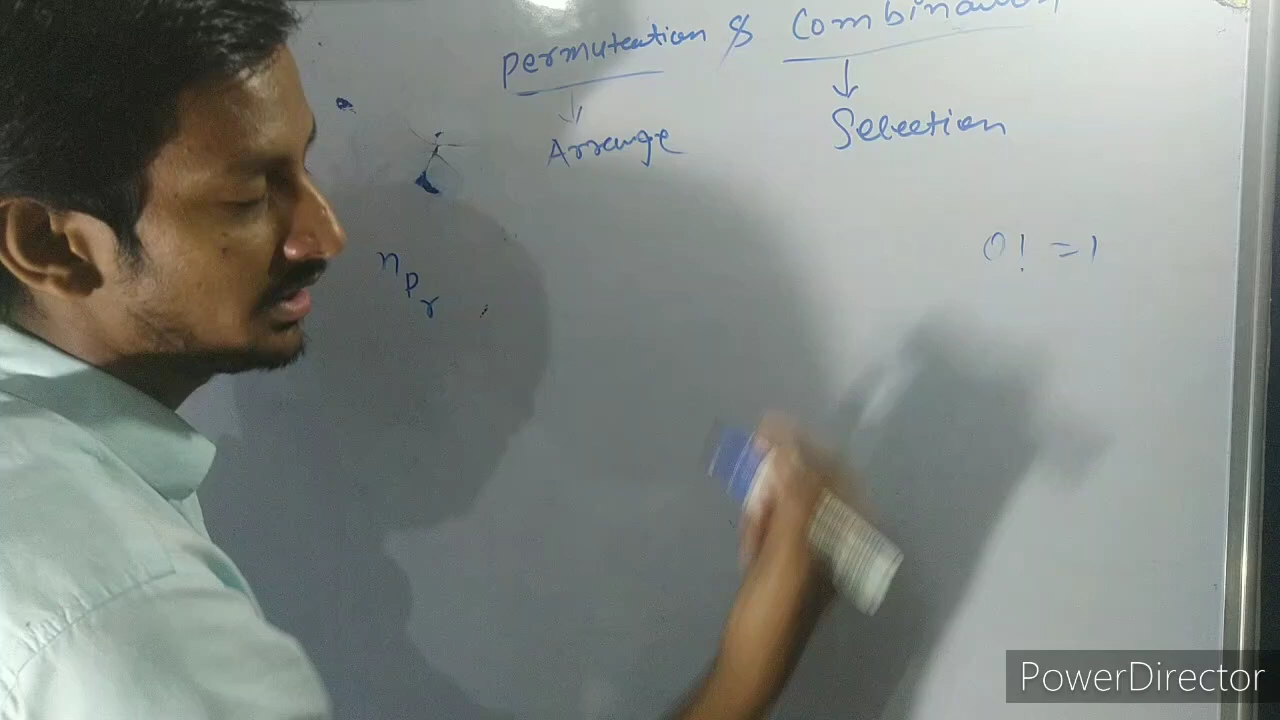 Permutation & Combination
Arrange
Selection
0! = 1
nPr
PowerDirector